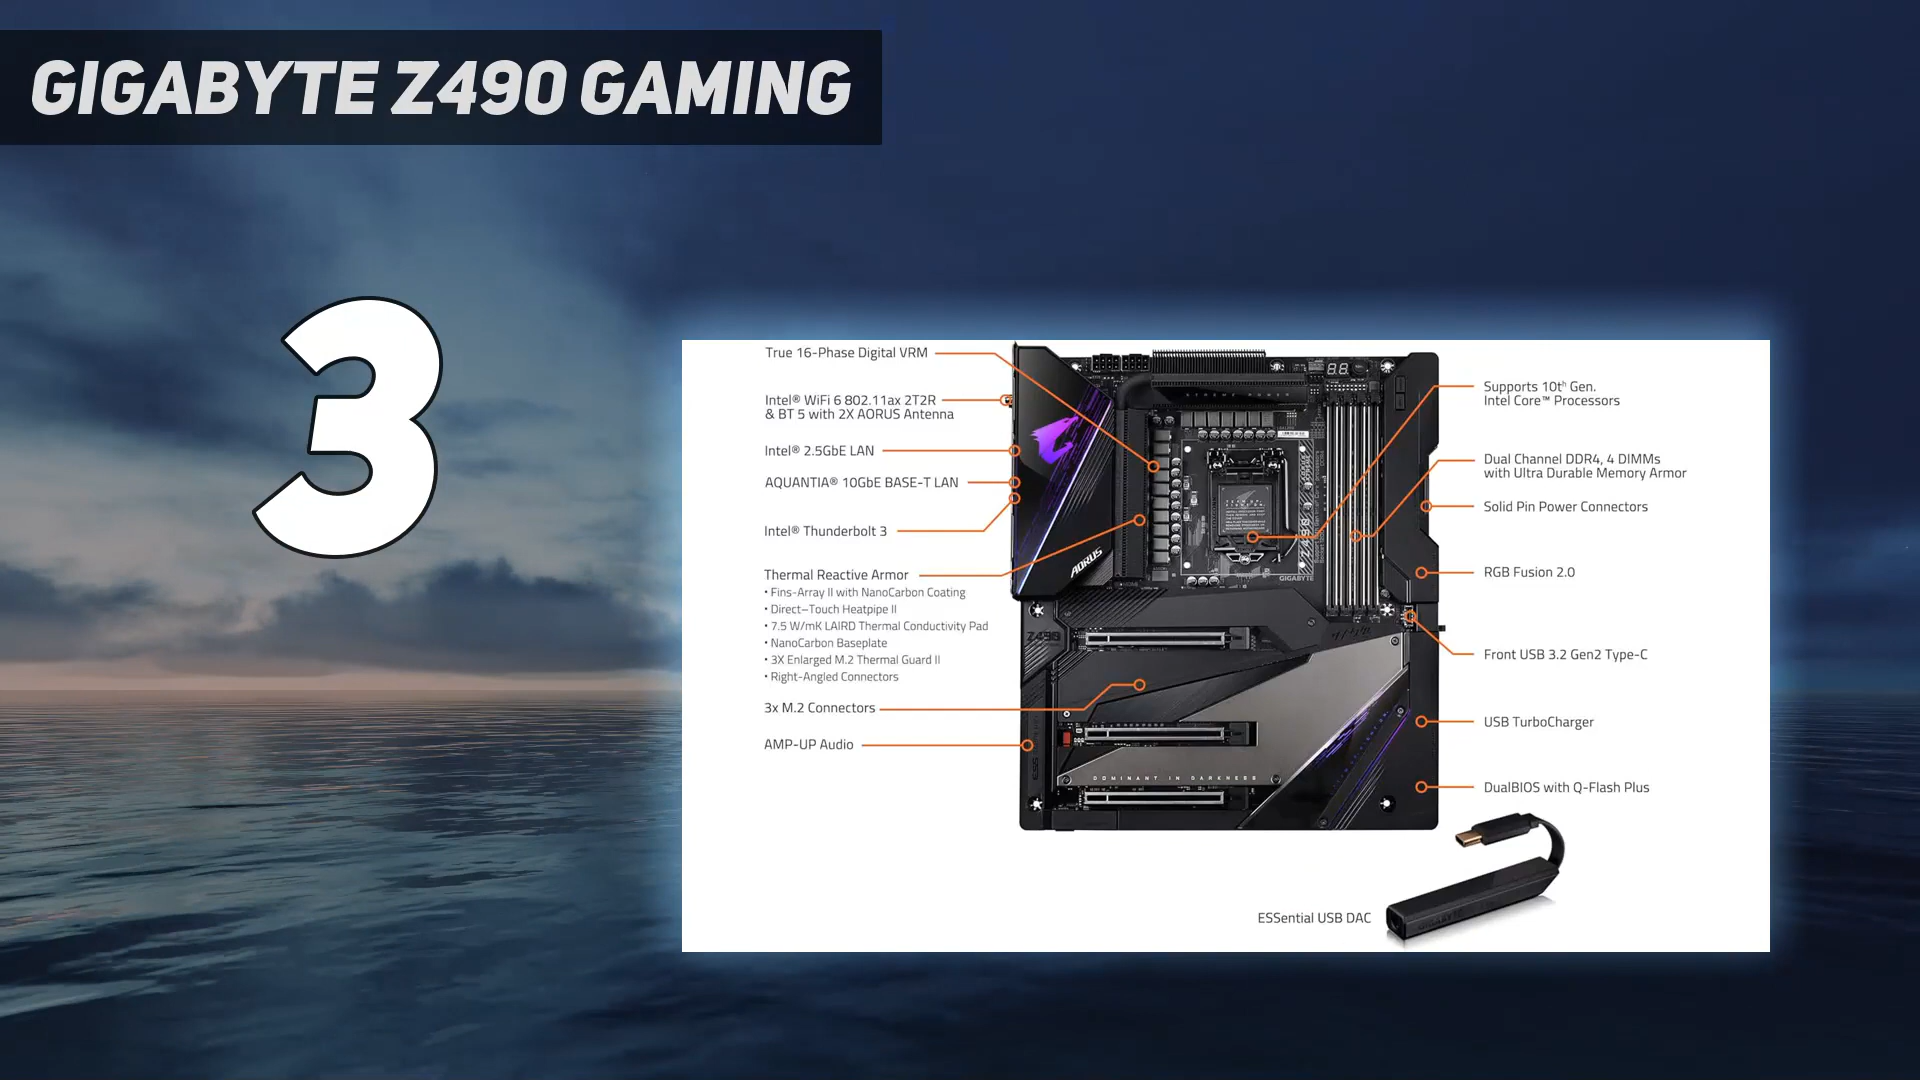 GIGABYTE Z490 GAMING
3
True 16-Phase Digital VRM
Intel® WiFi 6 802.11ax 2T2R
& BT 5 with 2X AORUS Antenna
Intel® 2.5GbE LAN
AQUANTIA® 10GbE BASE-T LAN
Intel® Thunderbolt 3
Thermal Reactive Armor
• Fins-Array II with NanoCarbon Coating
• Direct-Touch Heatpipe II
• 7.5 W/mK LAIRD Thermal Conductivity Pad
• NanoCarbon Baseplate
• 3X Enlarged M.2 Thermal Guard II
• Right-Angled Connectors
3x M.2 Connectors
AMP-UP Audio
Supports 10th Gen.
Intel Core™ Processors
Dual Channel DDR4, 4 DIMMs
with Ultra Durable Memory Armor
Solid Pin Power Connectors
RGB Fusion 2.0
Front USB 3.2 Gen2 Type-C
USB TurboCharger
DualBIOS with Q-Flash Plus
ESSential USB DAC
AORUS
GIGABYTE
Z490
Z490
DOMINANT IN DARKNESS
8.8.